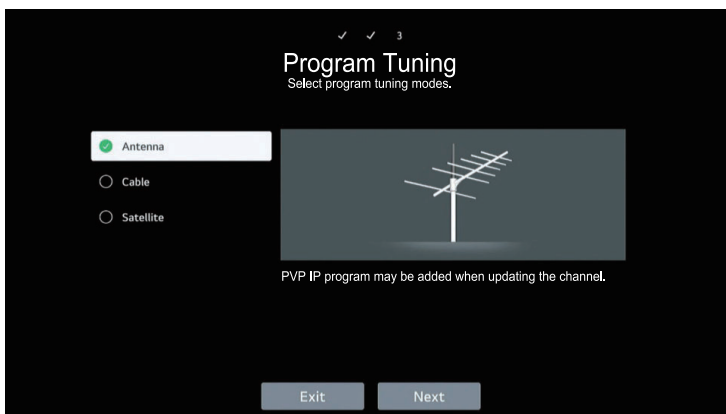 ✓ ✓ 3
Program Tuning
Select program tuning modes.
Antenna
Cable
Satellite
PVP IP program may be added when updating the channel.
Exit
Next